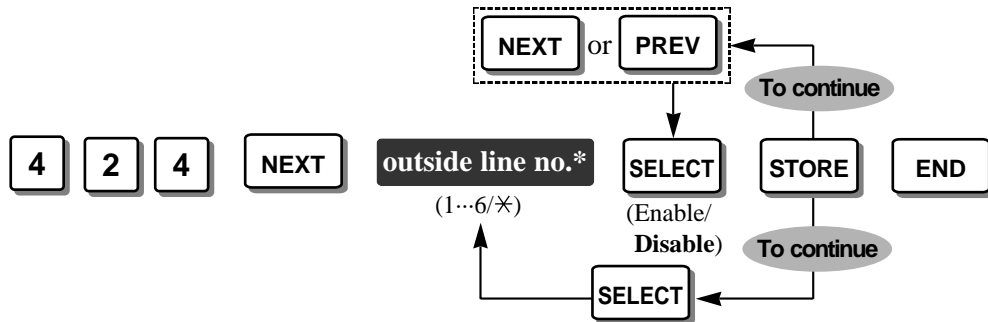 NEXT or PREV
To continue
4 2 4 NEXT outside line no.* SELECT STORE END
(1···6/✳)
(Enable/
Disable)
To continue
SELECT